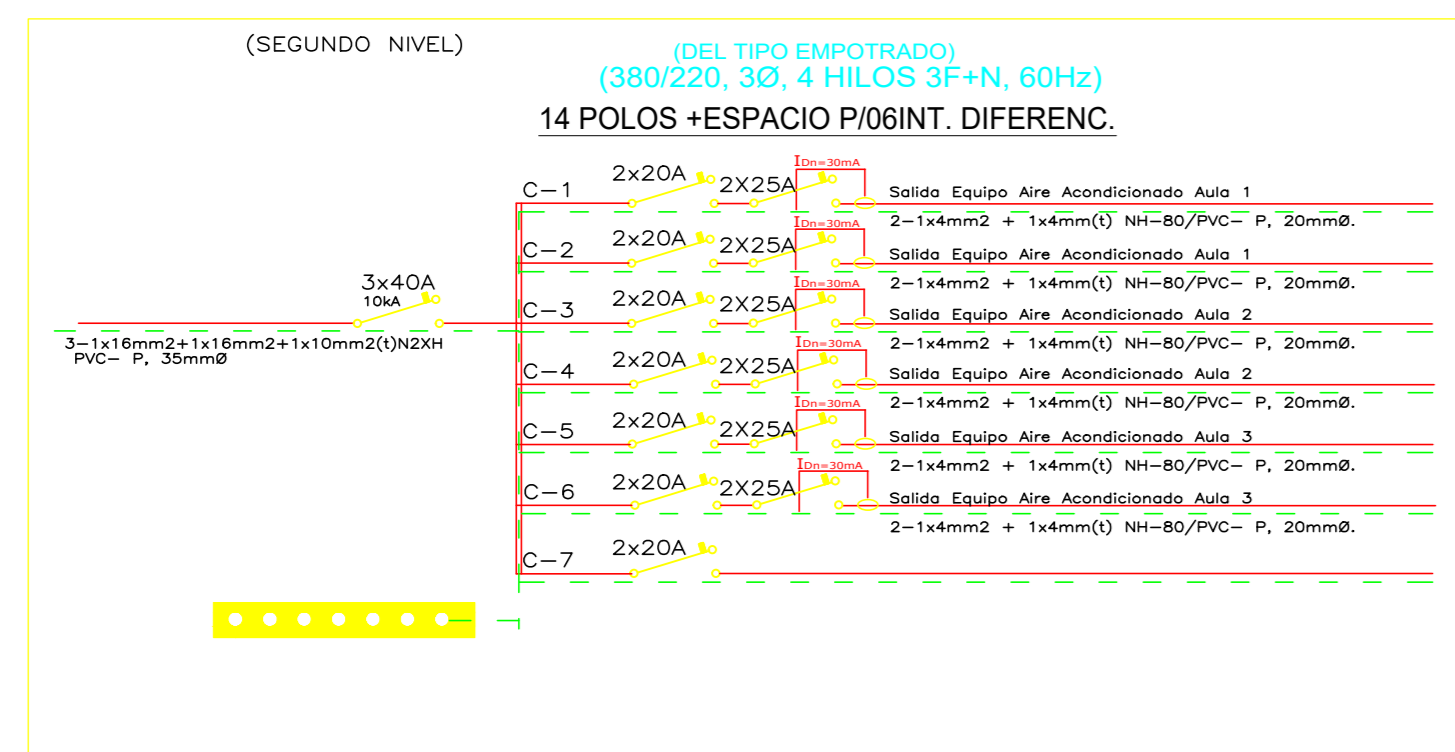 (SEGUNDO NIVEL)
(DEL TIPO EMPOTRADO)
(380/220, 3Ø, 4 HILOS 3F+N, 60Hz)
14 POLOS +ESPACIO P/06INT. DIFERENC.
3x40A
10kA
3-1x16mm2+1x16mm2+1x10mm2(t)N2XH
PVC- P, 35mmØ
C-1 2x20A 2X25A IDn=30mA Salida Equipo Aire Acondicionado Aula 1
2-1x4mm2 + 1x4mm(t) NH-80/PVC- P, 20mmØ.
C-2 2x20A 2X25A IDn=30mA Salida Equipo Aire Acondicionado Aula 1
2-1x4mm2 + 1x4mm(t) NH-80/PVC- P, 20mmØ.
C-3 2x20A 2X25A IDn=30mA Salida Equipo Aire Acondicionado Aula 2
2-1x4mm2 + 1x4mm(t) NH-80/PVC- P, 20mmØ.
C-4 2x20A 2X25A IDn=30mA Salida Equipo Aire Acondicionado Aula 2
2-1x4mm2 + 1x4mm(t) NH-80/PVC- P, 20mmØ.
C-5 2x20A 2X25A IDn=30mA Salida Equipo Aire Acondicionado Aula 3
2-1x4mm2 + 1x4mm(t) NH-80/PVC- P, 20mmØ.
C-6 2x20A 2X25A IDn=30mA Salida Equipo Aire Acondicionado Aula 3
2-1x4mm2 + 1x4mm(t) NH-80/PVC- P, 20mmØ.
C-7 2x20A